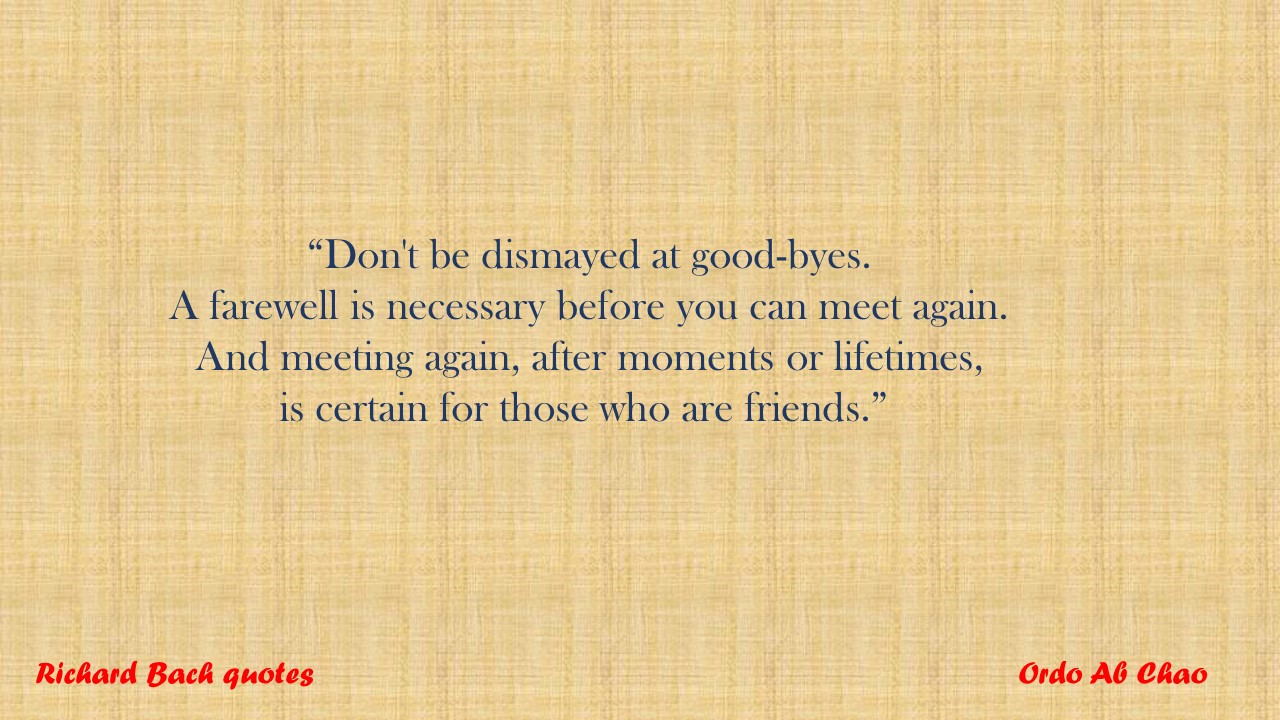 “Don't be dismayed at good-byes.
A farewell is necessary before you can meet again.
And meeting again, after moments or lifetimes,
is certain for those who are friends.”
Richard Bach quotes
Ordo Ab Chao